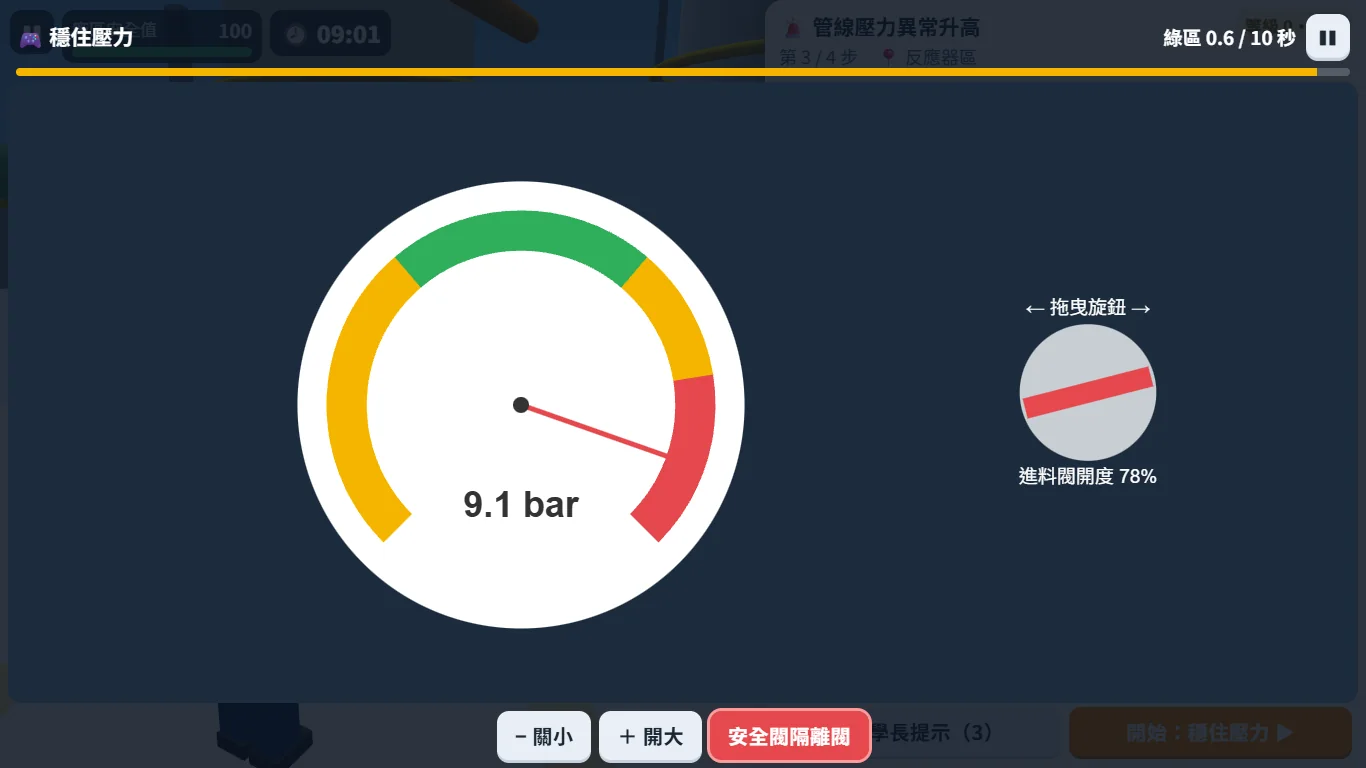 🎮 穩住壓力
綠區 0.6 / 10 秒
100
09:01
管線壓力異常升高
第 3 / 4 步 📍 反應器區
9.1 bar
← 拖曳旋鈕 →
進料閥開度 78%
− 關小
＋ 開大
安全閥隔離閥
學長提示（3）
開始：穩住壓力 ▶